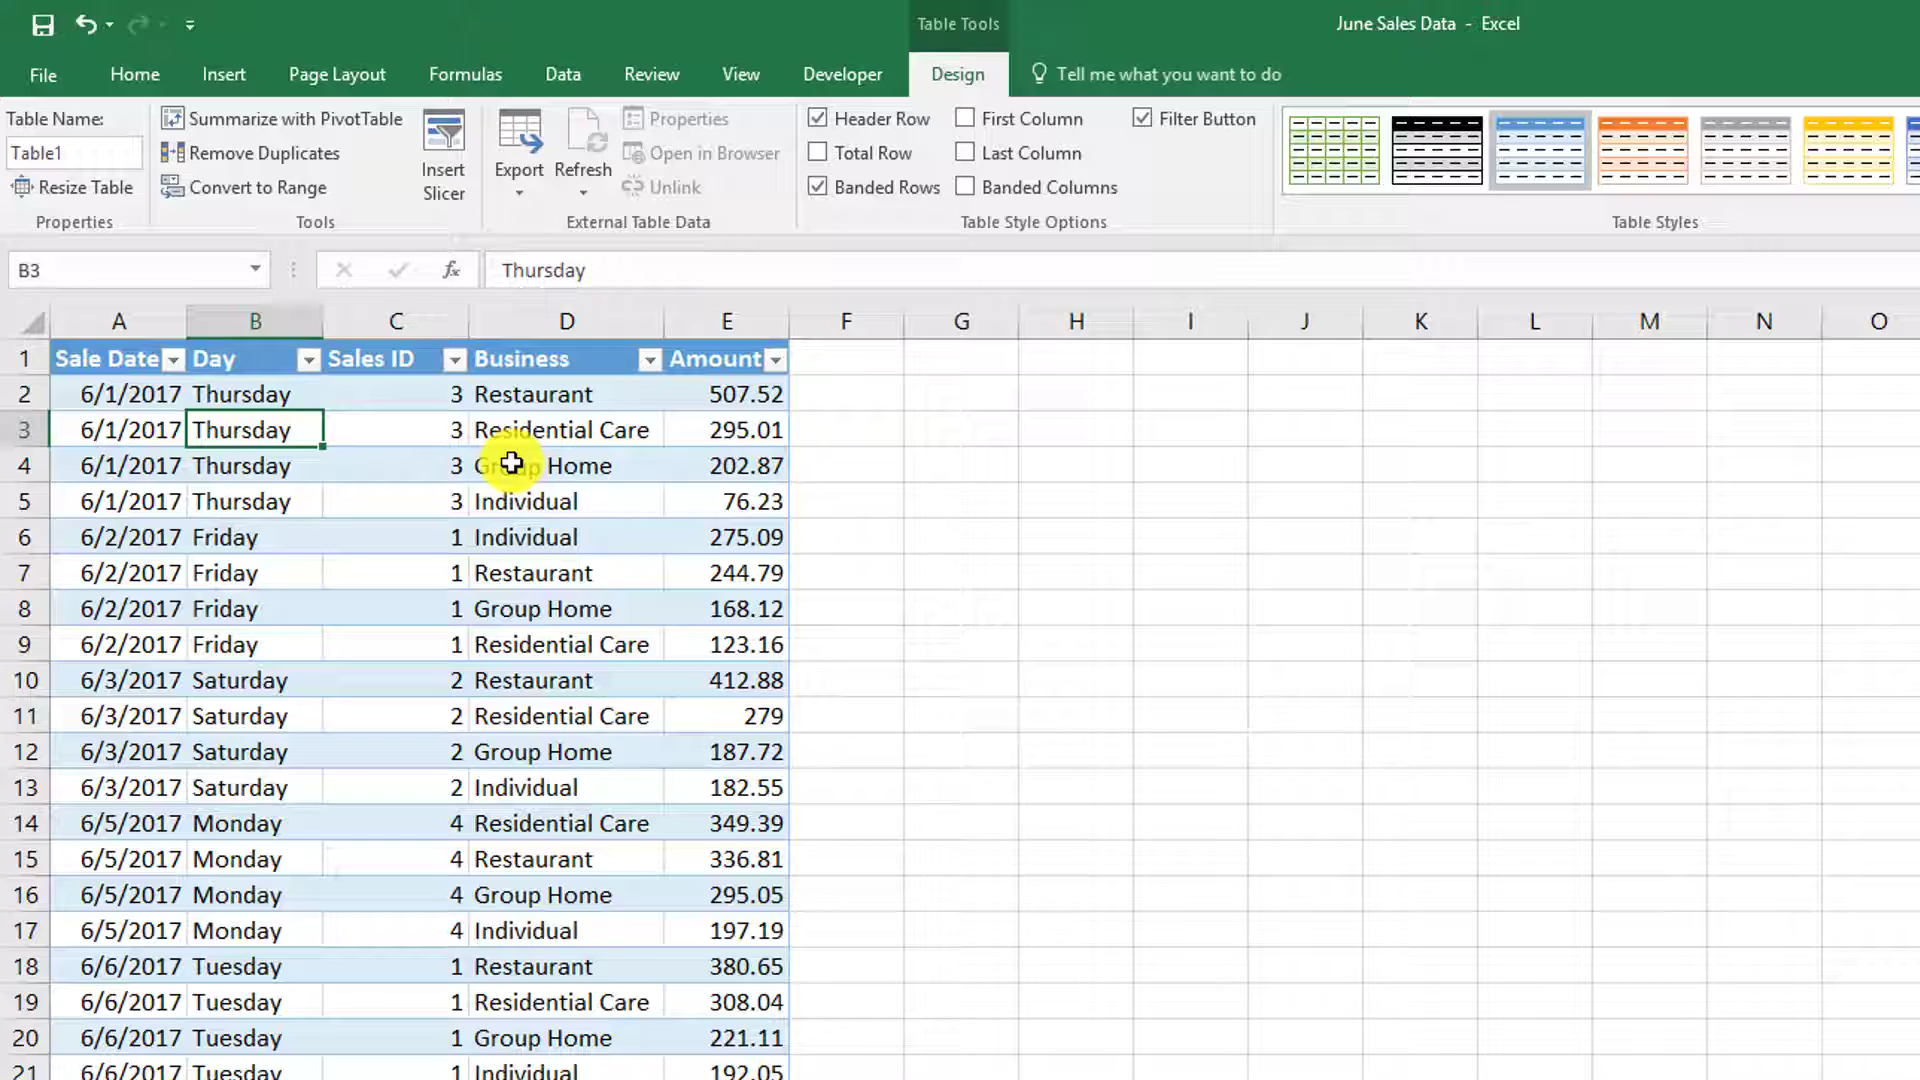 Table Tools
June Sales Data - Excel
File Home Insert Page Layout Formulas Data Review View Developer Design Tell me what you want to do
Table Name: Summarize with PivotTable Properties Header Row First Column Filter Button
Table1 Remove Duplicates Insert Slicer Export Refresh Open in Browser Total Row Last Column
Resize Table Convert to Range Unlink Banded Rows Banded Columns
Properties Tools External Table Data Table Style Options Table Styles
B3 fx Thursday
A B C D E F G H I J K L M N O
1 Sale Date Day Sales ID Business Amount
2 6/1/2017 Thursday 3 Restaurant 507.52
3 6/1/2017 Thursday 3 Residential Care 295.01
4 6/1/2017 Thursday 3 Group Home 202.87
5 6/1/2017 Thursday 3 Individual 76.23
6 6/2/2017 Friday 1 Individual 275.09
7 6/2/2017 Friday 1 Restaurant 244.79
8 6/2/2017 Friday 1 Group Home 168.12
9 6/2/2017 Friday 1 Residential Care 123.16
10 6/3/2017 Saturday 2 Restaurant 412.88
11 6/3/2017 Saturday 2 Residential Care 279
12 6/3/2017 Saturday 2 Group Home 187.72
13 6/3/2017 Saturday 2 Individual 182.55
14 6/5/2017 Monday 4 Residential Care 349.39
15 6/5/2017 Monday 4 Restaurant 336.81
16 6/5/2017 Monday 4 Group Home 295.05
17 6/5/2017 Monday 4 Individual 197.19
18 6/6/2017 Tuesday 1 Restaurant 380.65
19 6/6/2017 Tuesday 1 Residential Care 308.04
20 6/6/2017 Tuesday 1 Group Home 221.11
21 6/6/2017 Tuesday 1 Individual 192.05